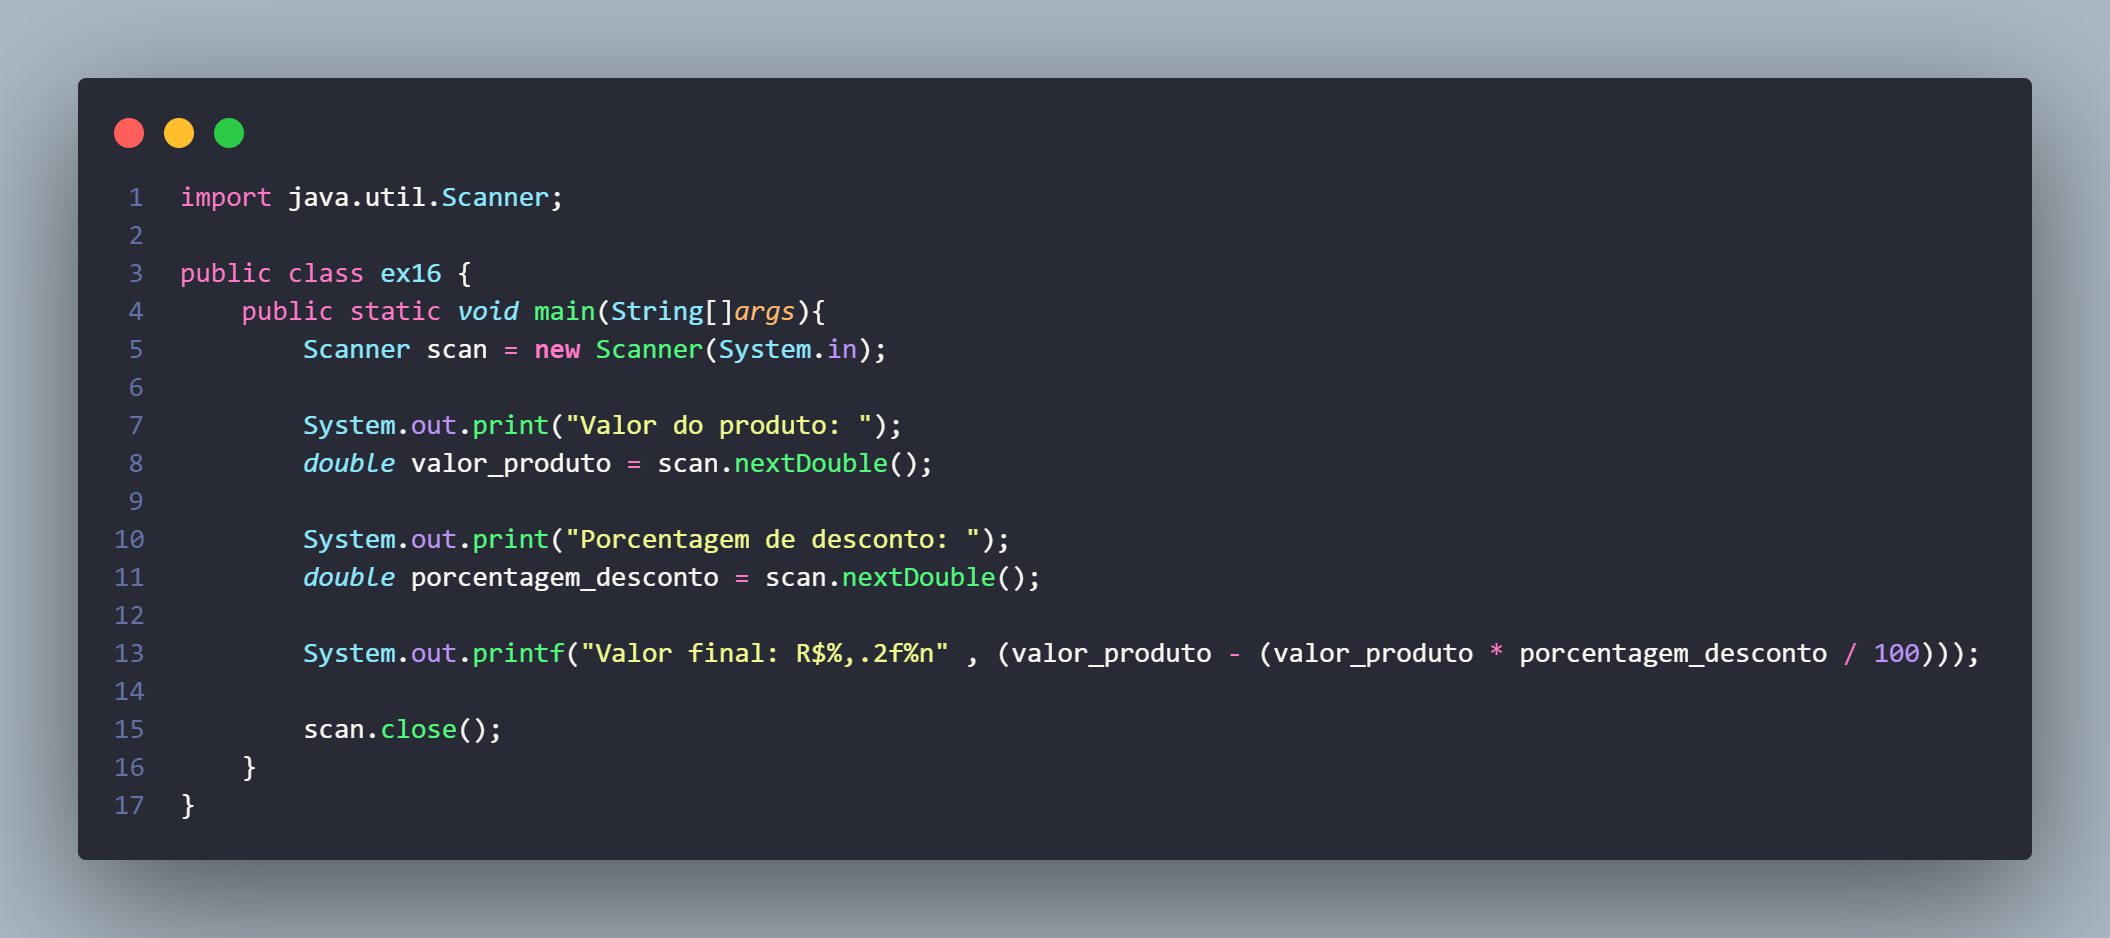 1 import java.util.Scanner;
2
3 public class ex16 {
4     public static void main(String[]args){
5         Scanner scan = new Scanner(System.in);
6
7         System.out.print("Valor do produto: ");
8         double valor_produto = scan.nextDouble();
9
10         System.out.print("Porcentagem de desconto: ");
11         double porcentagem_desconto = scan.nextDouble();
12
13         System.out.printf("Valor final: R$%,.2f%n" , (valor_produto - (valor_produto * porcentagem_desconto / 100)));
14
15         scan.close();
16     }
17 }